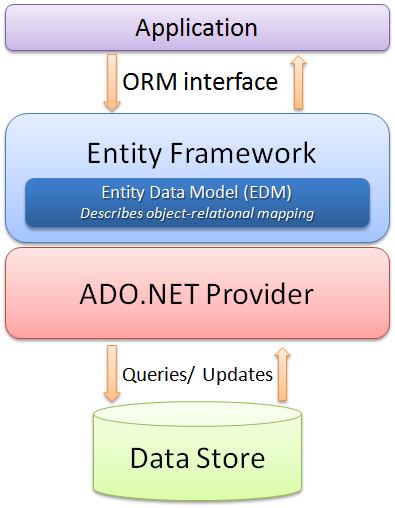 Application
ORM interface
Entity Framework
Entity Data Model (EDM)
Describes object-relational mapping
ADO.NET Provider
Queries/ Updates
Data Store